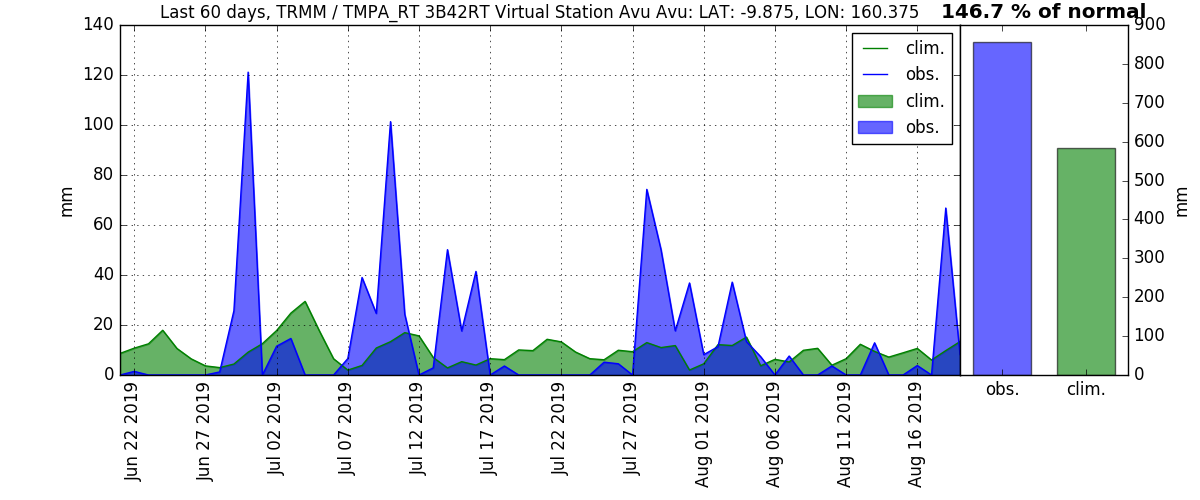 Last 60 days, TRMM / TMPA_RT 3B42RT Virtual Station Avu Avu: LAT: -9.875, LON: 160.375
146.7 % of normal
clim.
obs.
clim.
obs.
140
120
100
80
60
40
20
0
mm
Jun 22 2019
Jun 27 2019
Jul 02 2019
Jul 07 2019
Jul 12 2019
Jul 17 2019
Jul 22 2019
Jul 27 2019
Aug 01 2019
Aug 06 2019
Aug 11 2019
Aug 16 2019
900
800
700
600
500
400
300
200
100
0
mm
obs.
clim.